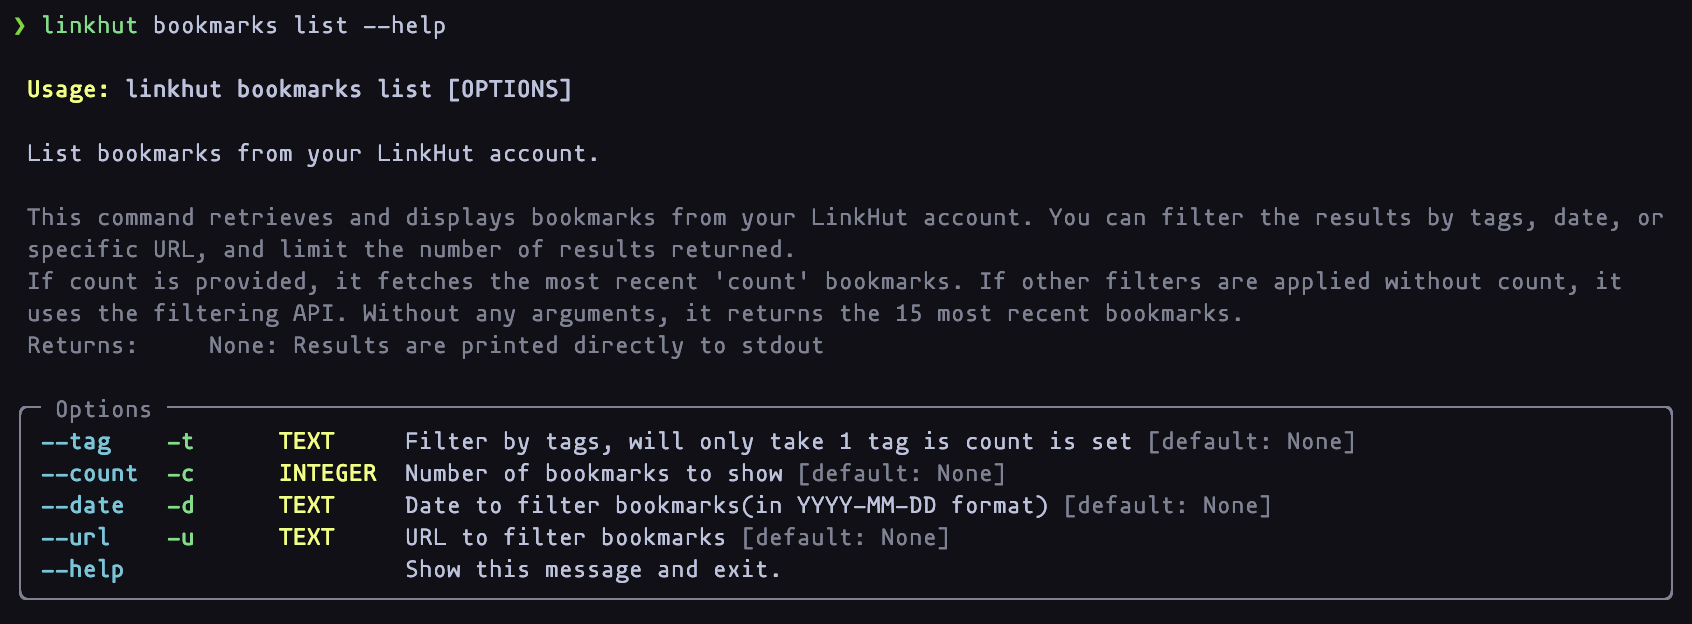 ❯ linkhut bookmarks list --help
Usage: linkhut bookmarks list [OPTIONS]
List bookmarks from your LinkHut account.
This command retrieves and displays bookmarks from your LinkHut account. You can filter the results by tags, date, or
specific URL, and limit the number of results returned.
If count is provided, it fetches the most recent 'count' bookmarks. If other filters are applied without count, it
uses the filtering API. Without any arguments, it returns the 15 most recent bookmarks.
Returns:     None: Results are printed directly to stdout
Options
--tag    -t      TEXT     Filter by tags, will only take 1 tag is count is set [default: None]
--count  -c      INTEGER  Number of bookmarks to show [default: None]
--date   -d      TEXT     Date to filter bookmarks(in YYYY-MM-DD format) [default: None]
--url    -u      TEXT     URL to filter bookmarks [default: None]
--help                    Show this message and exit.